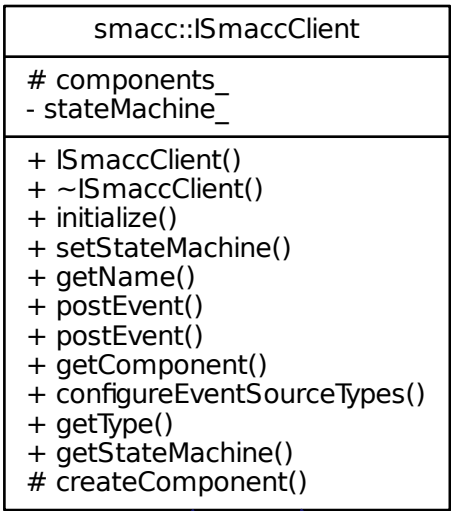 smacc::ISmaccClient
# components_
- stateMachine_
+ ISmaccClient()
+ ~ISmaccClient()
+ initialize()
+ setStateMachine()
+ getName()
+ postEvent()
+ postEvent()
+ getComponent()
+ configureEventSourceTypes()
+ getType()
+ getStateMachine()
# createComponent()